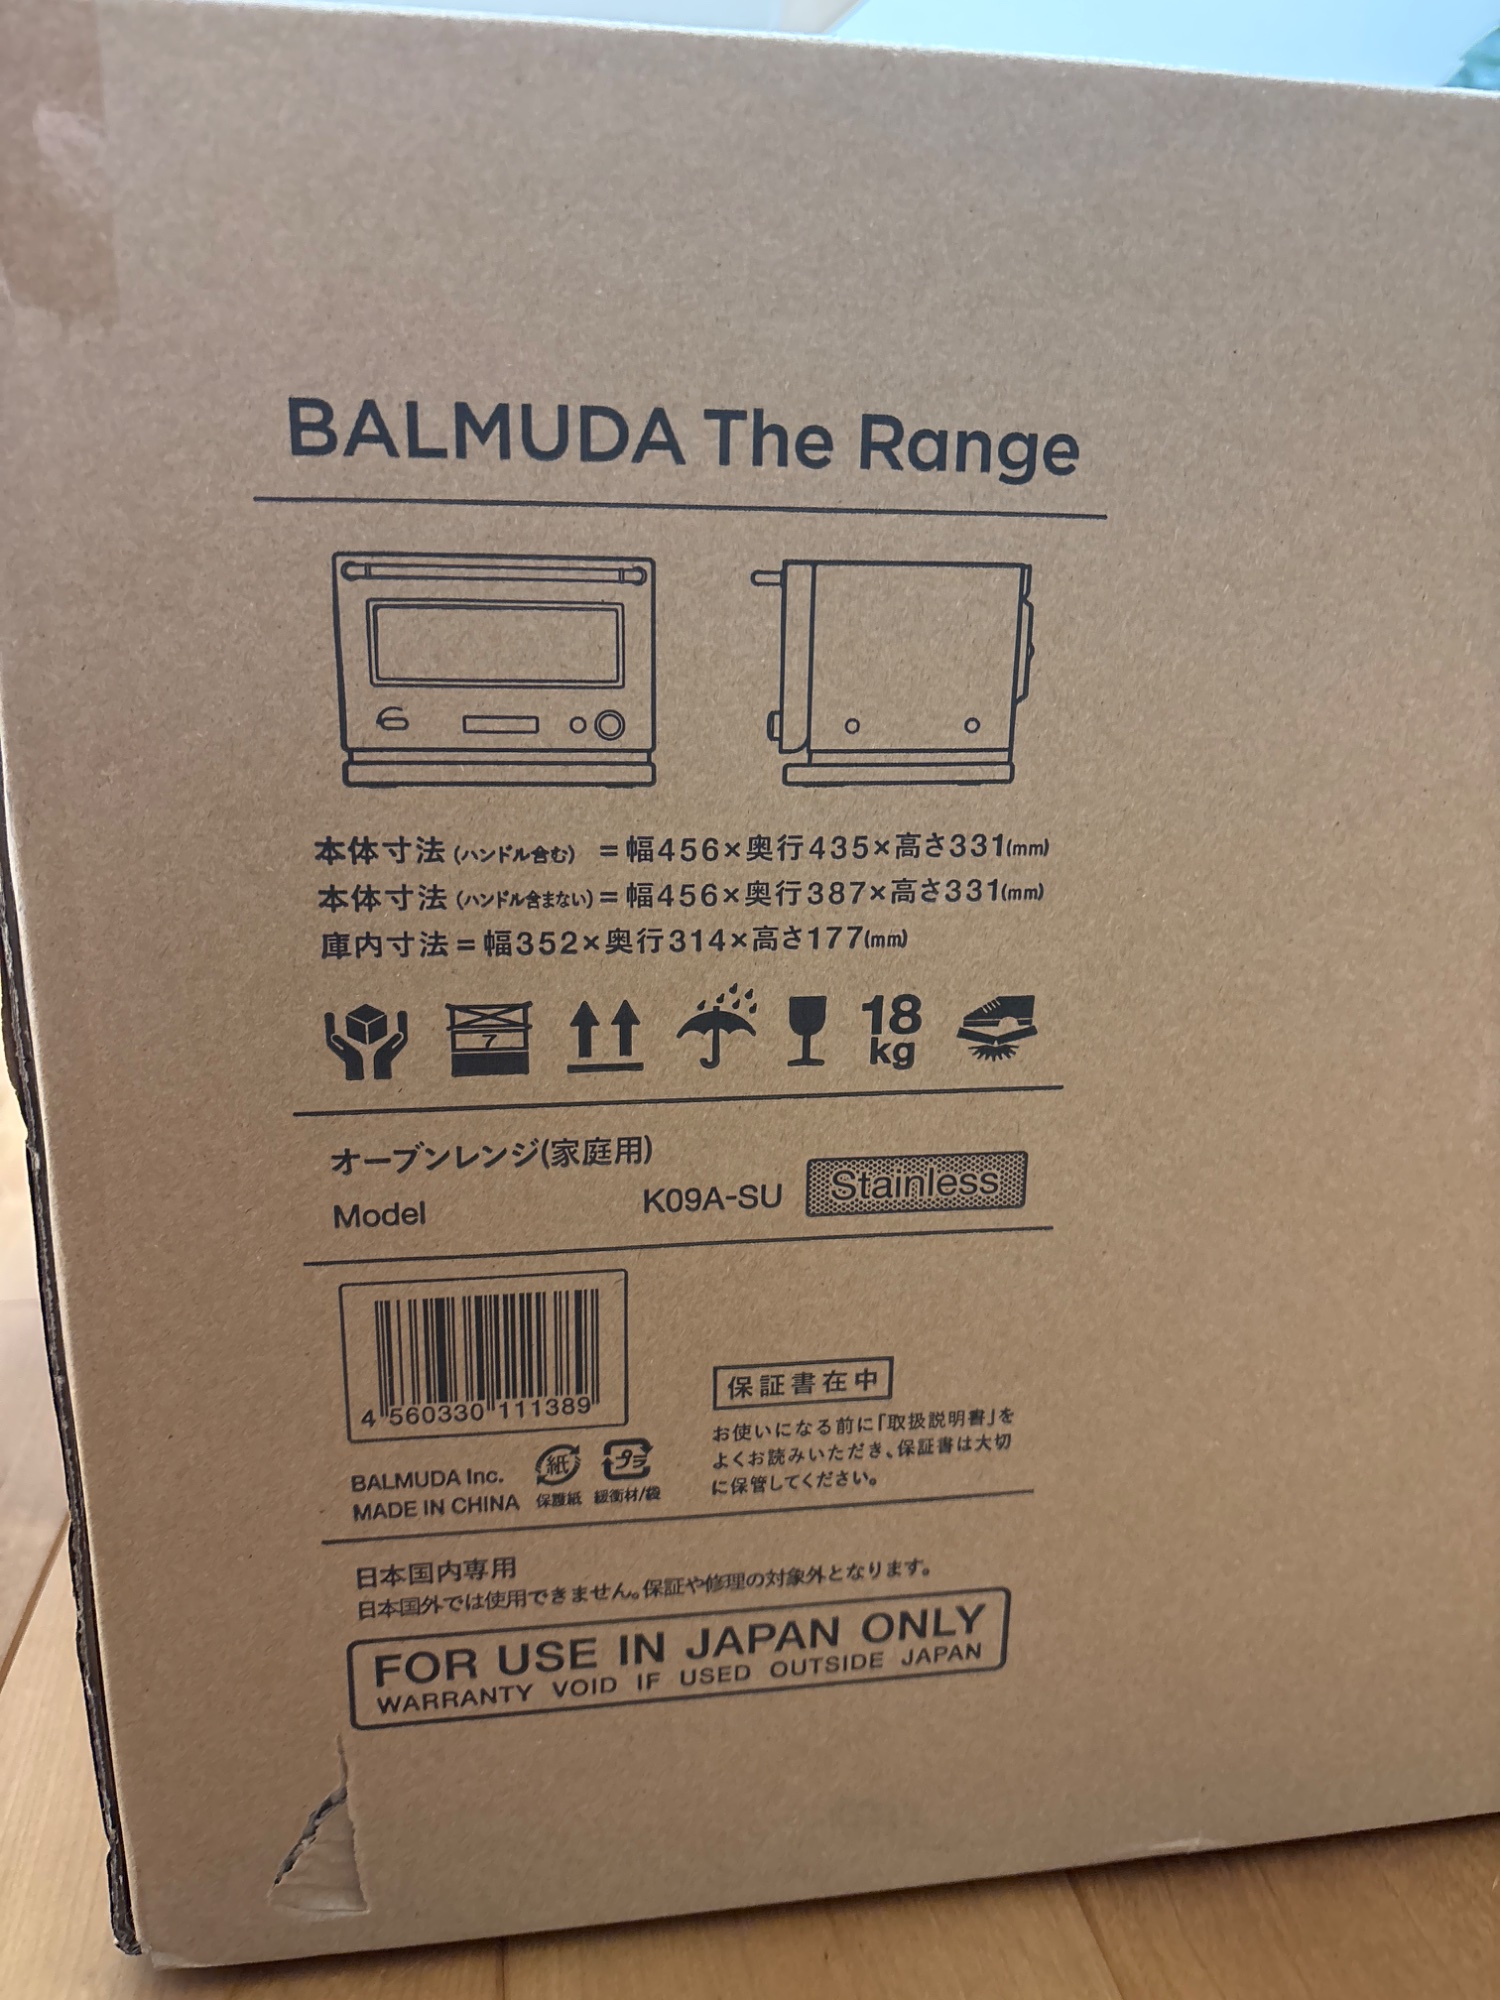 BALMUDA The Range
本体寸法(ハンドル含む) =幅456×奥行435×高さ331(mm)
本体寸法(ハンドル含まない)=幅456×奥行387×高さ331(mm)
庫内寸法=幅352×奥行314×高さ177(mm)
7
18
kg
オーブンレンジ(家庭用)
Model K09A-SU Stainless
4 560330 111389
保証書在中
お使いになる前に「取扱説明書」を
よくお読みいただき、保証書は大切
に保管してください。
紙 プラ
BALMUDA Inc.
MADE IN CHINA 保護紙 緩衝材/袋
日本国内専用
日本国外では使用できません。保証や修理の対象外となります。
FOR USE IN JAPAN ONLY
WARRANTY VOID IF USED OUTSIDE JAPAN